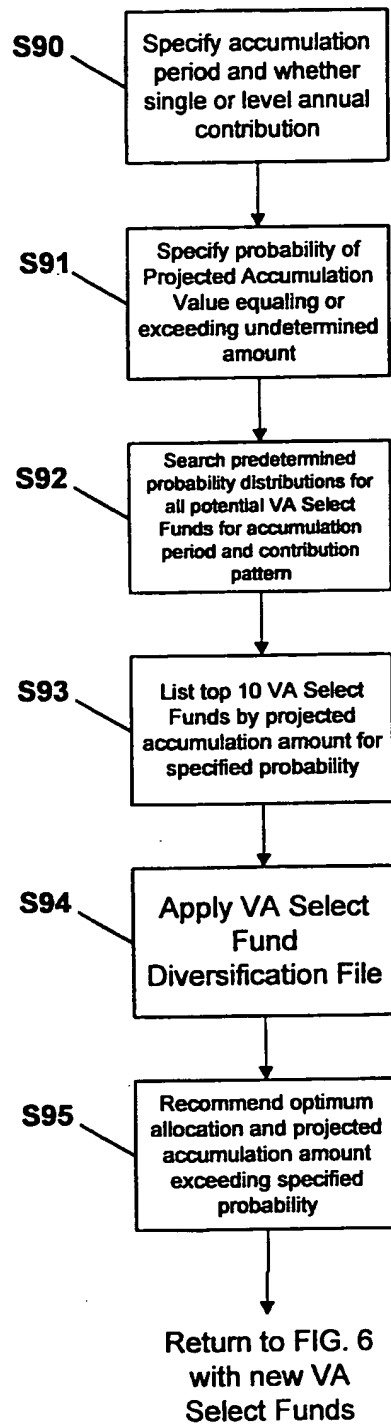 S90
Specify accumulation
period and whether
single or level annual
contribution
S91
Specify probability of
Projected Accumulation
Value equaling or
exceeding undetermined
amount
S92
Search predetermined
probability distributions for
all potential VA Select
Funds for accumulation
period and contribution
pattern
S93
List top 10 VA Select
Funds by projected
accumulation amount for
specified probability
S94
Apply VA Select
Fund
Diversification File
S95
Recommend optimum
allocation and projected
accumulation amount
exceeding specified
probability
Return to FIG. 6
with new VA
Select Funds